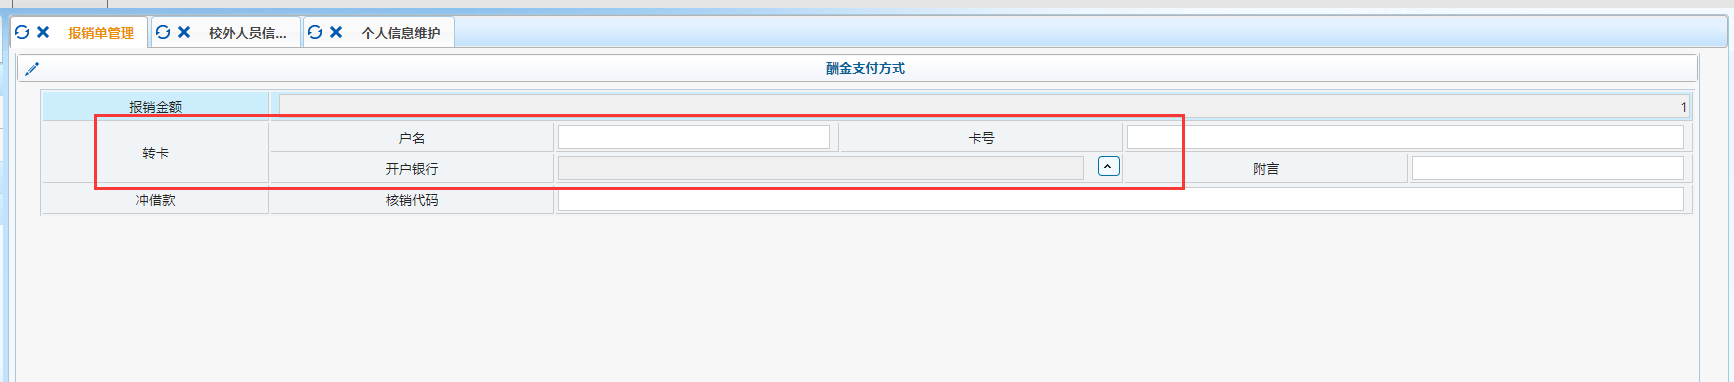 报销单管理 校外人员信... 个人信息维护
酬金支付方式
报销金额 1
转卡 户名 卡号
开户银行 附言
冲借款 核销代码